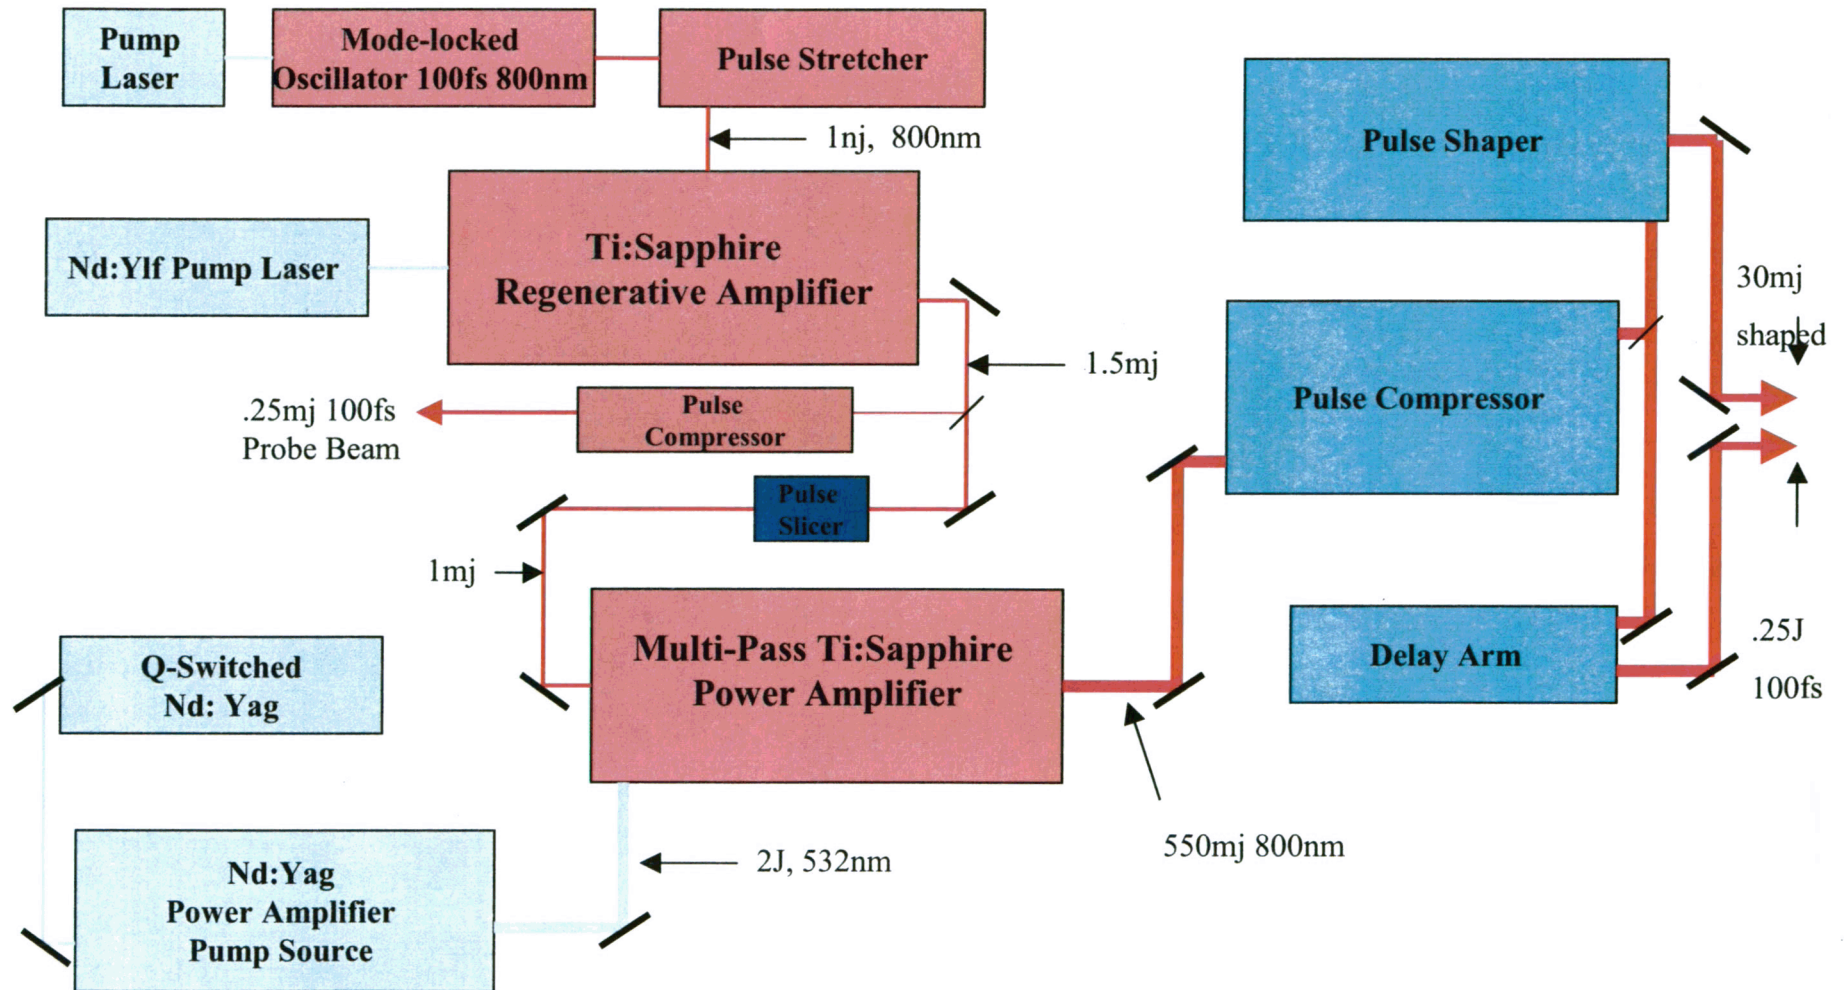 Pump
Laser
Mode-locked
Oscillator 100fs 800nm
Pulse Stretcher
1nj, 800nm
Pulse Shaper
Nd:Ylf Pump Laser
Ti:Sapphire
Regenerative Amplifier
30mj
shaped
1.5mj
Pulse Compressor
.25mj 100fs
Probe Beam
Pulse
Compressor
Pulse
Slicer
1mj
Multi-Pass Ti:Sapphire
Power Amplifier
Delay Arm
.25J
100fs
Q-Switched
Nd: Yag
550mj 800nm
2J, 532nm
Nd:Yag
Power Amplifier
Pump Source